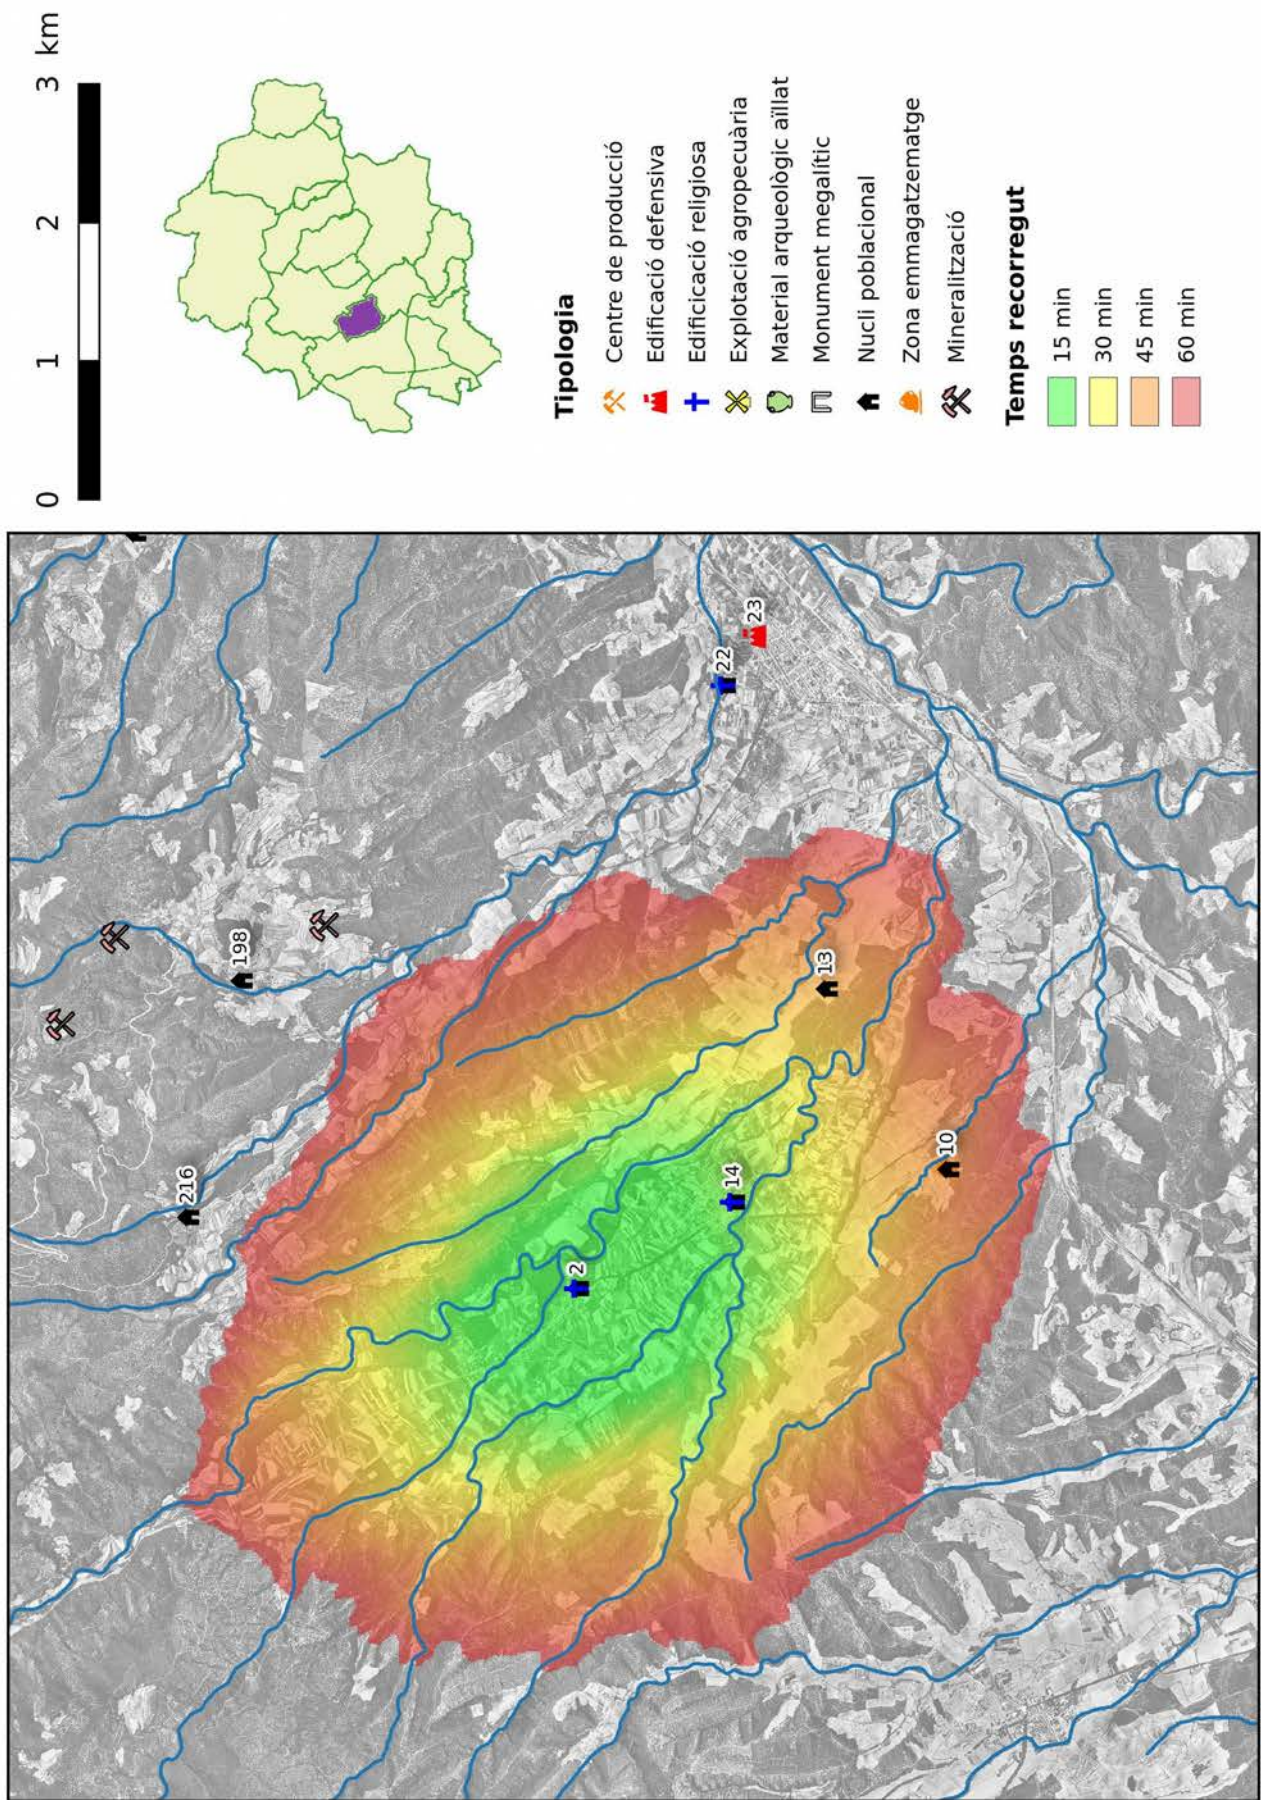 0 1 2 3 km
Tipologia
Centre de producció
Edificació defensiva
Edificicació religiosa
Explotació agropecuària
Material arqueològic aïllat
Monument megalític
Nucli poblacional
Zona emmagatzematge
Mineralització
Temps recorregut
15 min
30 min
45 min
60 min
216
198
2
14
22
23
13
10